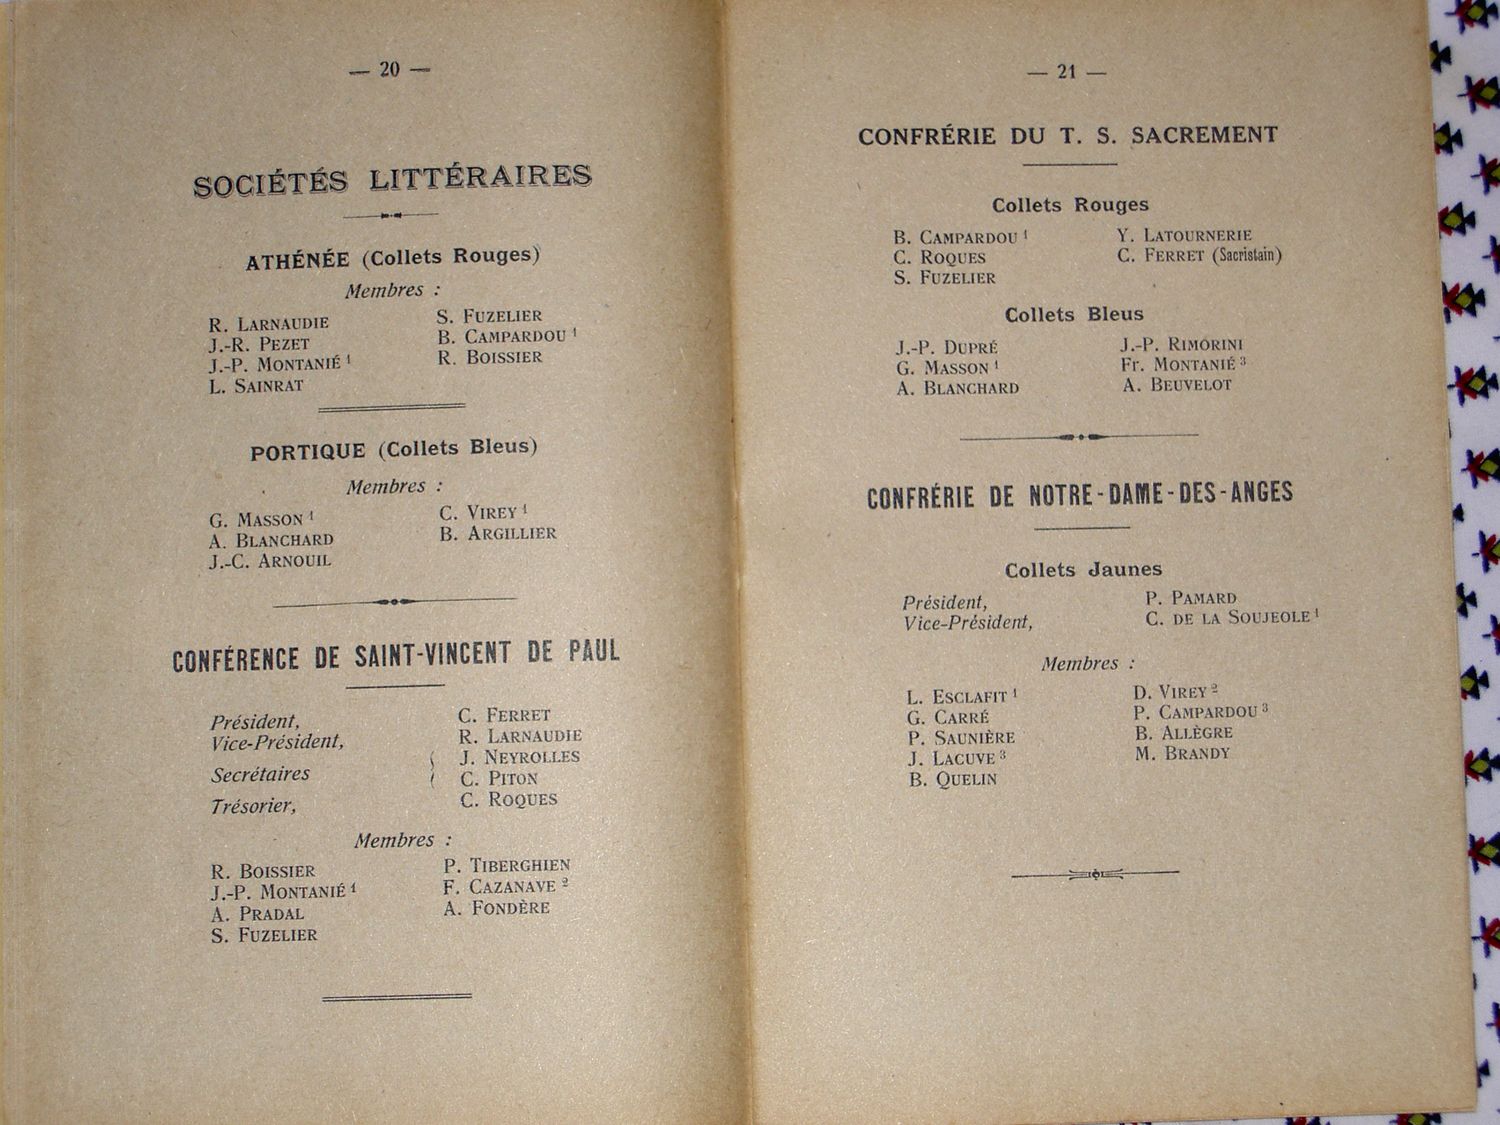 — 20 —
SOCIÉTÉS LITTÉRAIRES
ATHÉNÉE (Collets Rouges)
Membres :
R. LARNAUDIE
J.-R. PEZET
J.-P. MONTANIÉ 1
L. SAINRAT
S. FUZELIER
B. CAMPARDOU 1
R. BOISSIER
PORTIQUE (Collets Bleus)
Membres :
G. MASSON 1
A. BLANCHARD
J.-C. ARNOUIL
C. VIREY 1
B. ARGILLIER
CONFÉRENCE DE SAINT-VINCENT DE PAUL
Président, C. FERRET
Vice-Président, R. LARNAUDIE
Secrétaires { J. NEYROLLES
C. PITON
Trésorier, C. ROQUES
Membres :
R. BOISSIER
J.-P. MONTANIÉ 1
A. PRADAL
S. FUZELIER
P. TIBERGHIEN
F. CAZANAVE 2
A. FONDÈRE
— 21 —
CONFRÉRIE DU T. S. SACREMENT
Collets Rouges
B. CAMPARDOU 1
C. ROQUES
S. FUZELIER
Y. LATOURNERIE
C. FERRET (Sacristain)
Collets Bleus
J.-P. DUPRÉ
G. MASSON 1
A. BLANCHARD
J.-P. RIMORINI
Fr. MONTANIÉ 3
A. BEUVELOT
CONFRÉRIE DE NOTRE-DAME-DES-ANGES
Collets Jaunes
Président, P. PAMARD
Vice-Président, C. DE LA SOUJEOLE 1
Membres :
L. ESCLAFIT 1
G. CARRÉ
P. SAUNIÈRE
J. LACUVE 3
B. QUELIN
D. VIREY 2
P. CAMPARDOU 3
B. ALLÈGRE
M. BRANDY